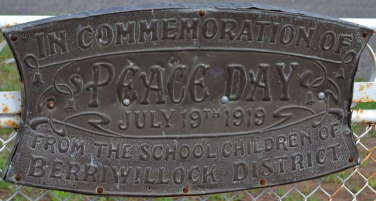 IN COMMEMORATION OF
PEACE DAY
JULY 19TH 1919
FROM THE SCHOOL CHILDREN OF
BERRIWILLOCK DISTRICT